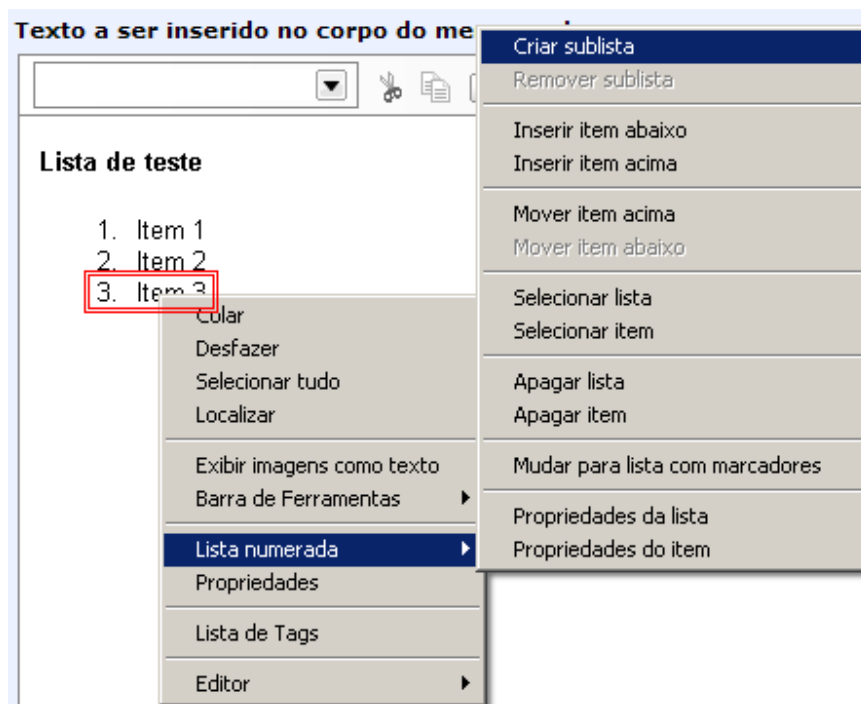 Texto a ser inserido no corpo do me
Lista de teste
1. Item 1
2. Item 2
3. Item 3
Colar
Desfazer
Selecionar tudo
Localizar
Exibir imagens como texto
Barra de Ferramentas
Lista numerada
Propriedades
Lista de Tags
Editor
Criar sublista
Remover sublista
Inserir item abaixo
Inserir item acima
Mover item acima
Mover item abaixo
Selecionar lista
Selecionar item
Apagar lista
Apagar item
Mudar para lista com marcadores
Propriedades da lista
Propriedades do item